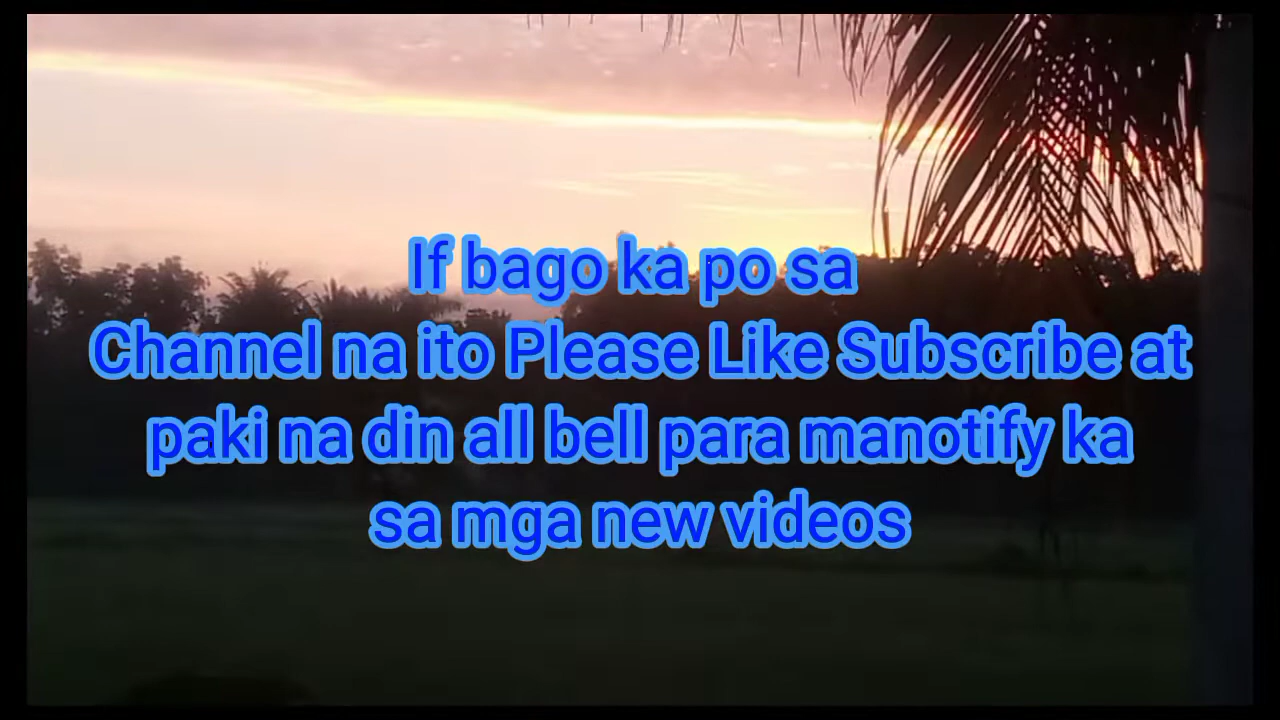 If bago ka po sa
Channel na ito Please Like Subscribe at
paki na din all bell para manotify ka
sa mga new videos